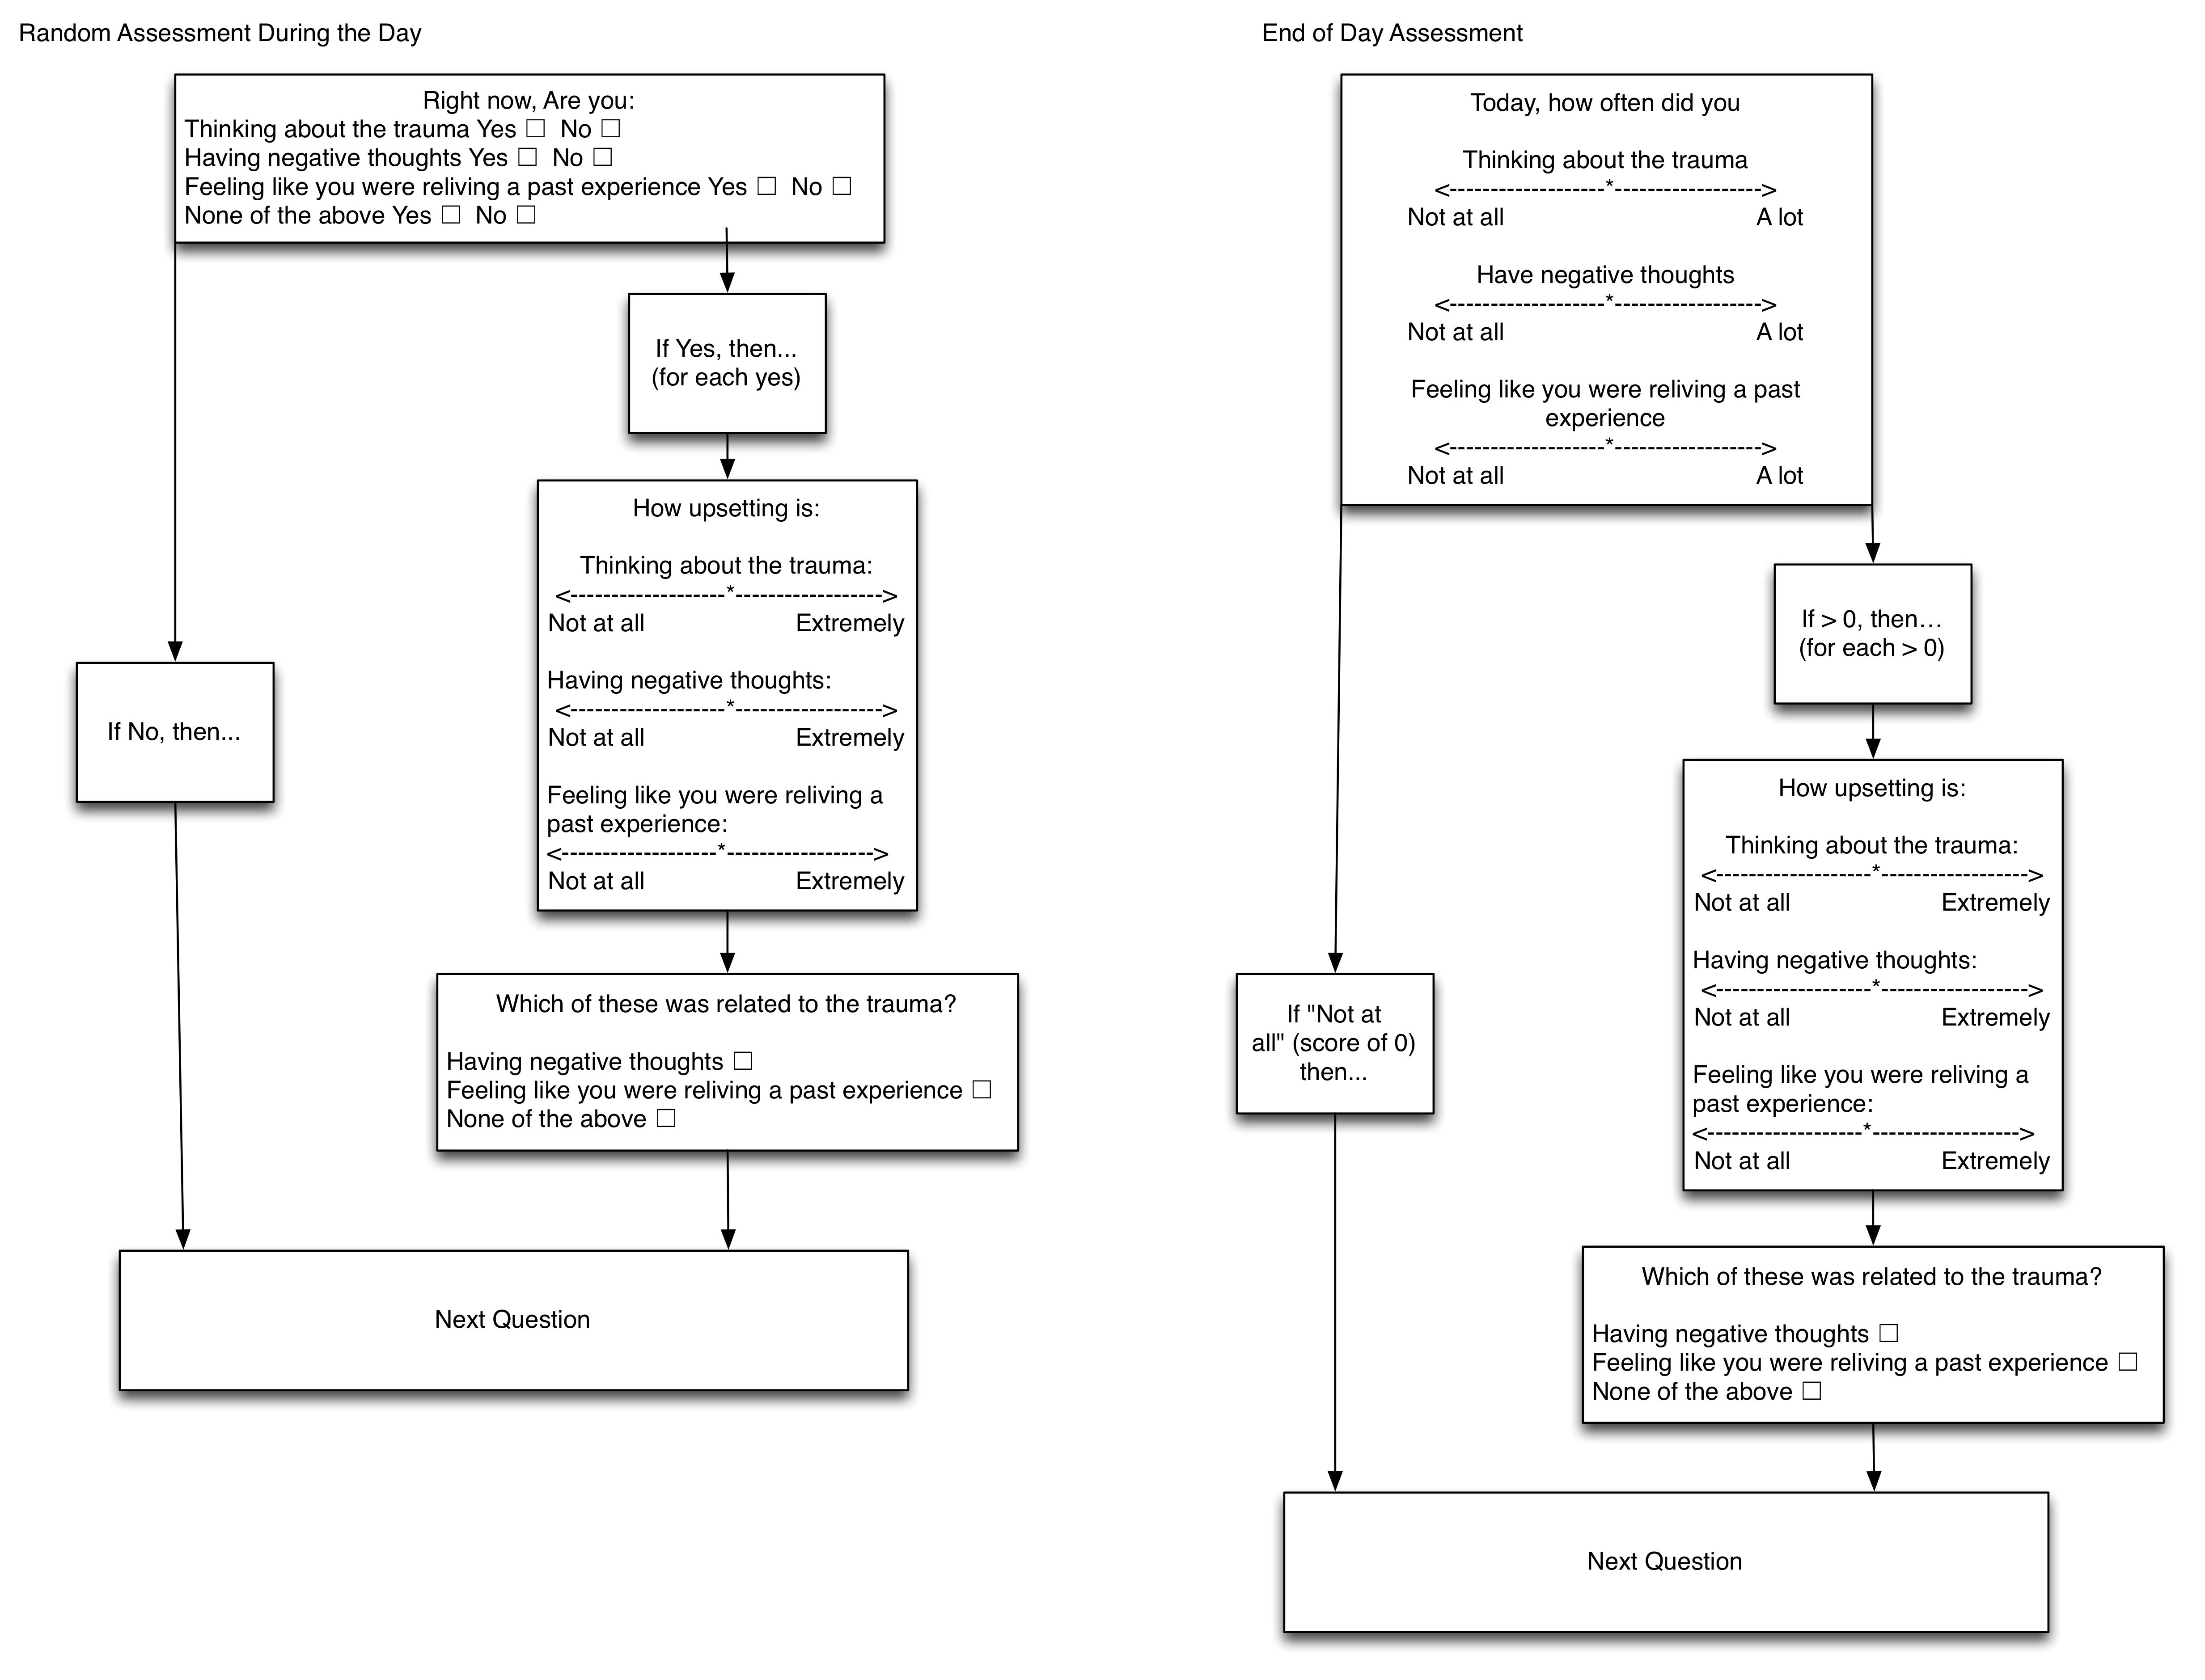 Random Assessment During the Day
Right now, Are you:
Thinking about the trauma Yes ☐ No ☐
Having negative thoughts Yes ☐ No ☐
Feeling like you were reliving a past experience Yes ☐ No ☐
None of the above Yes ☐ No ☐
If Yes, then...
(for each yes)
How upsetting is:
Thinking about the trauma:
<-------------------*------------------>
Not at all Extremely
Having negative thoughts:
<-------------------*------------------>
Not at all Extremely
Feeling like you were reliving a
past experience:
<-------------------*------------------>
Not at all Extremely
If No, then...
Which of these was related to the trauma?
Having negative thoughts ☐
Feeling like you were reliving a past experience ☐
None of the above ☐
Next Question
End of Day Assessment
Today, how often did you
Thinking about the trauma
<-------------------*------------------>
Not at all A lot
Have negative thoughts
<-------------------*------------------>
Not at all A lot
Feeling like you were reliving a past
experience
<-------------------*------------------>
Not at all A lot
If > 0, then…
(for each > 0)
How upsetting is:
Thinking about the trauma:
<-------------------*------------------>
Not at all Extremely
Having negative thoughts:
<-------------------*------------------>
Not at all Extremely
Feeling like you were reliving a
past experience:
<-------------------*------------------>
Not at all Extremely
If "Not at
all" (score of 0)
then...
Which of these was related to the trauma?
Having negative thoughts ☐
Feeling like you were reliving a past experience ☐
None of the above ☐
Next Question